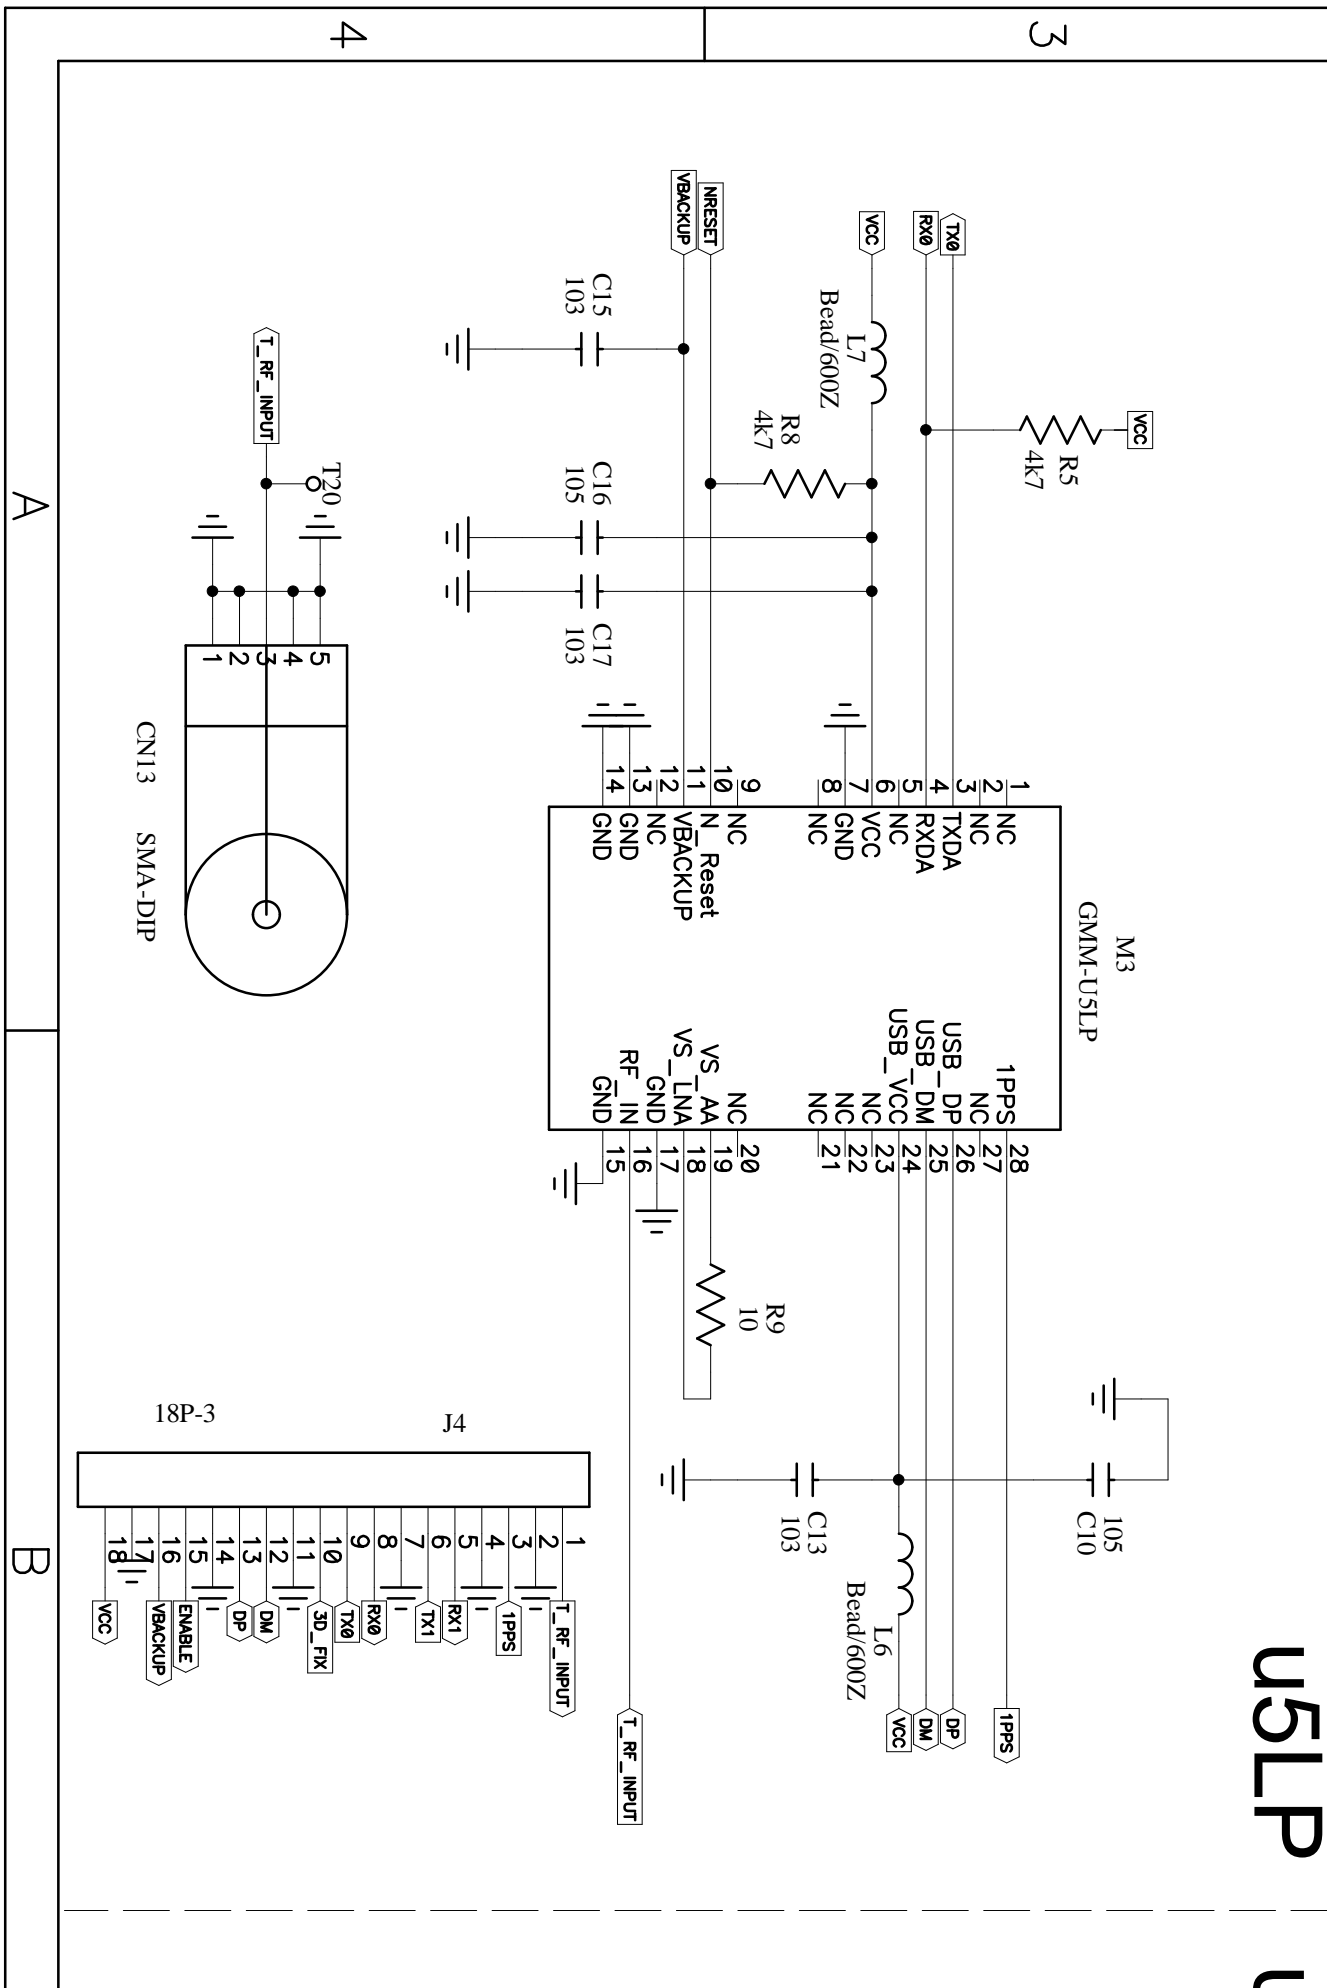 4
3
A
B
u5LP
VCC
R5
4k7
TX0
RX0
VCC
L7
Bead/600Z
R8
4k7
NRESET
VBACKUP
C15
103
C16
105
C17
103
T_RF_INPUT
T20
5
4
3
2
1
CN13
SMA-DIP
M3
GMM-U5LP
1
NC
2
NC
3
TXDA
4
RXDA
5
NC
6
VCC
7
GND
8
NC
9
NC
10
N_Reset
11
VBACKUP
12
NC
13
GND
14
GND
1PPS
28
NC
27
USB_DP
26
USB_DM
25
USB_VCC
24
NC
23
NC
22
NC
21
NC
20
VS_AA
19
VS_LNA
18
GND
17
RF_IN
16
GND
15
R9
10
105
C10
C13
103
L6
Bead/600Z
1PPS
DP
DM
VCC
T_RF_INPUT
J4
18P-3
1
2
3
4
5
6
7
8
9
10
11
12
13
14
15
16
17
18
T_RF_INPUT
1PPS
RX1
TX1
RX0
TX0
3D_FIX
DM
DP
ENABLE
VBACKUP
VCC